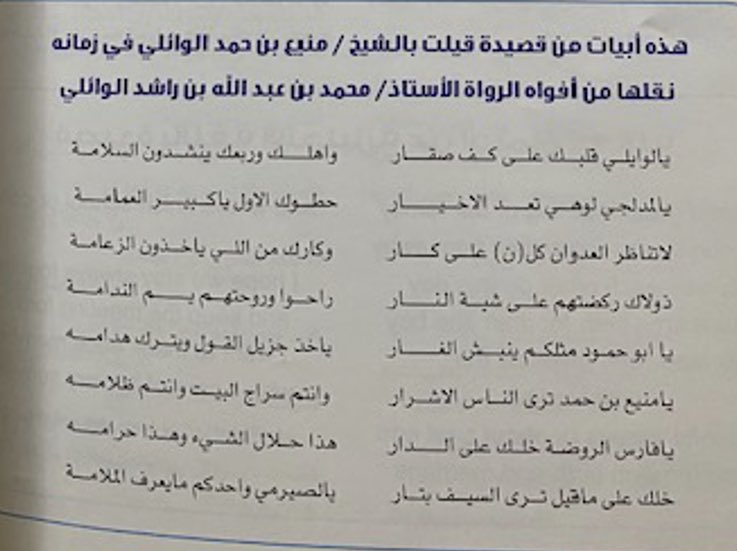 هذه أبيات من قصيدة قيلت بالشيخ / منيع بن حمد الوائلي في زمانه
نقلها من أفواه الرواة الأستاذ/ محمد بن عبد الله بن راشد الوائلي
يالوايلي قلبك على كف صقار واهلك وربعك ينشدون السلامة
يالمدلجي لوهي تعد الاخيار حطوك الاول ياكبير العمامة
لاتناظر العدوان كل(ن) على كار وكارك من اللي ياخذون الزعامة
ذولاك ركضتهم على شبة النار راحوا وروحتهم يم الندامة
يا ابو حمود مثلكم ينبش الغار ياخذ جزيل القول ويترك هدامه
يامنيع بن حمد ترى الناس الاشرار وانتم سراج البيت وانتم ظلامه
يافارس الروضة خلك على الدار هذا حلال الشيء وهذا حرامه
خلك على ماقيل ترى السيف بتار يالصيرمي واحدكم مايعرف الملامة